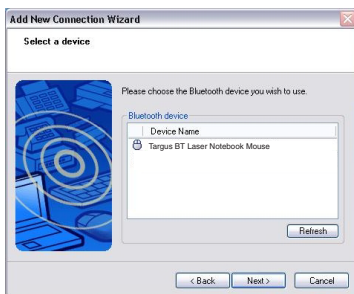 Add New Connection Wizard
Select a device
Please choose the Bluetooth device you wish to use.
Bluetooth device
Device Name
Targus BT Laser Notebook Mouse
Refresh
< Back Next > Cancel